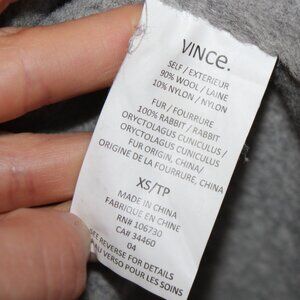 VINCE.
SELF / EXTERIEUR
90% WOOL / LAINE
10% NYLON / NYLON
FUR / FOURRURE
100% RABBIT / RABBIT
ORYCTOLAGUS CUNICULUS /
ORYCTOLAGUS CUNICULUS
FUR ORIGIN, CHINA/
ORIGINE DE LA FOURRURE, CHINA
XS/TP
MADE IN CHINA
FABRIQUE EN CHINE
RN# 106730
CA# 34460
04
SEE REVERSE FOR DETAILS
AU VERSO POUR LES SOINS